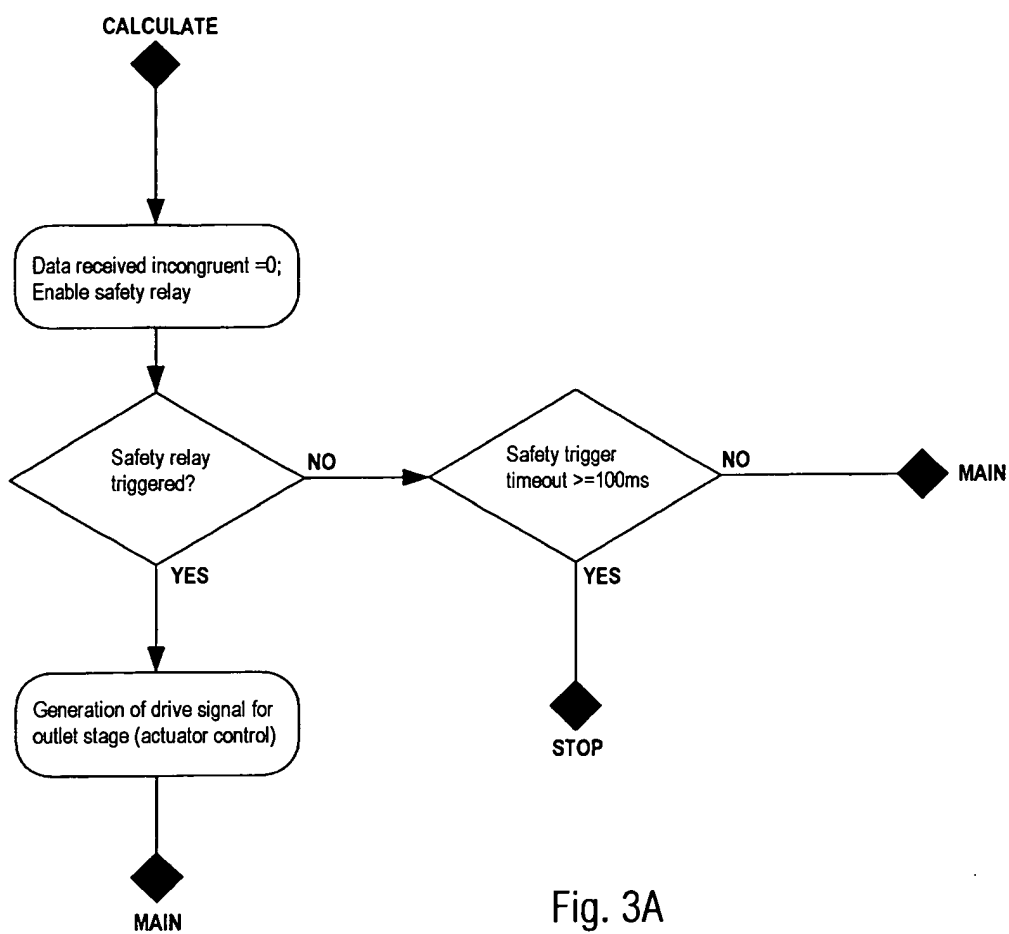 CALCULATE
Data received incongruent =0;
Enable safety relay
Safety relay
triggered?
NO
YES
Safety trigger
timeout >=100ms
NO
MAIN
YES
STOP
Generation of drive signal for
outlet stage (actuator control)
MAIN
Fig. 3A